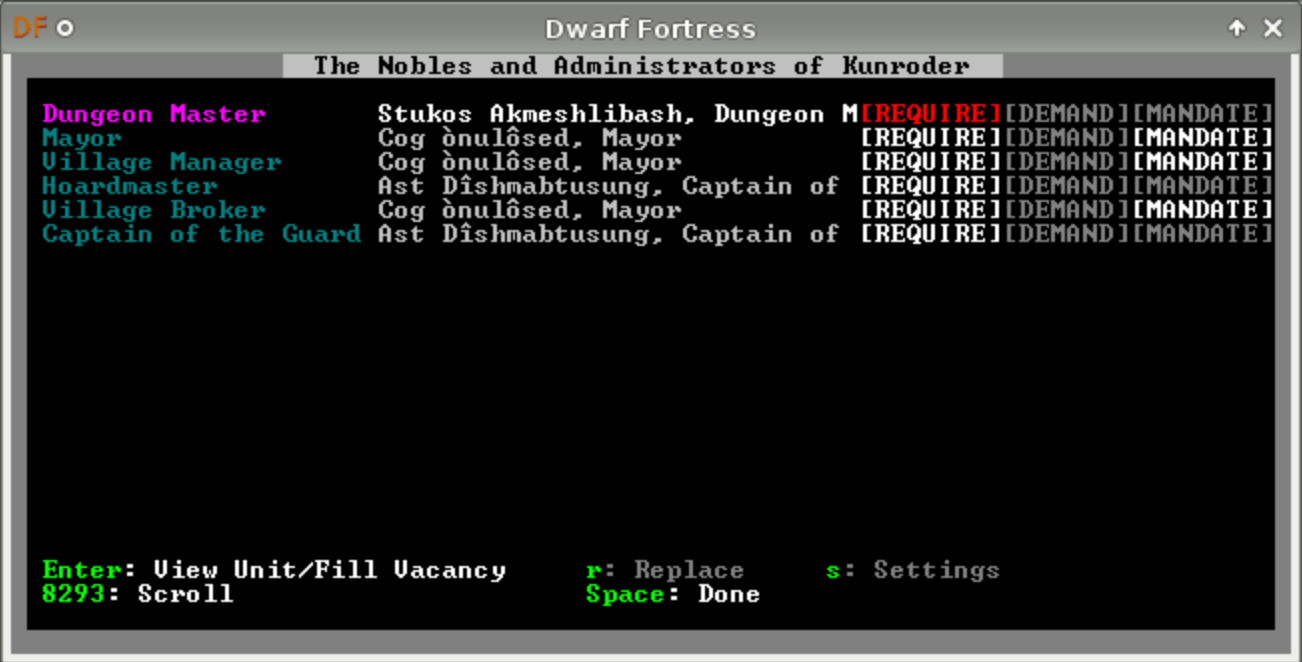 DF Dwarf Fortress
The Nobles and Administrators of Kunroder
Dungeon Master Stukos Akmeshlibash, Dungeon M[REQUIRE][DEMAND][MANDATE]
Mayor Cog ònulôsed, Mayor [REQUIRE][DEMAND][MANDATE]
Village Manager Cog ònulôsed, Mayor [REQUIRE][DEMAND][MANDATE]
Hoardmaster Ast Dîshmabtusung, Captain of [REQUIRE][DEMAND][MANDATE]
Village Broker Cog ònulôsed, Mayor [REQUIRE][DEMAND][MANDATE]
Captain of the Guard Ast Dîshmabtusung, Captain of [REQUIRE][DEMAND][MANDATE]
Enter: View Unit/Fill Vacancy r: Replace s: Settings
8293: Scroll Space: Done